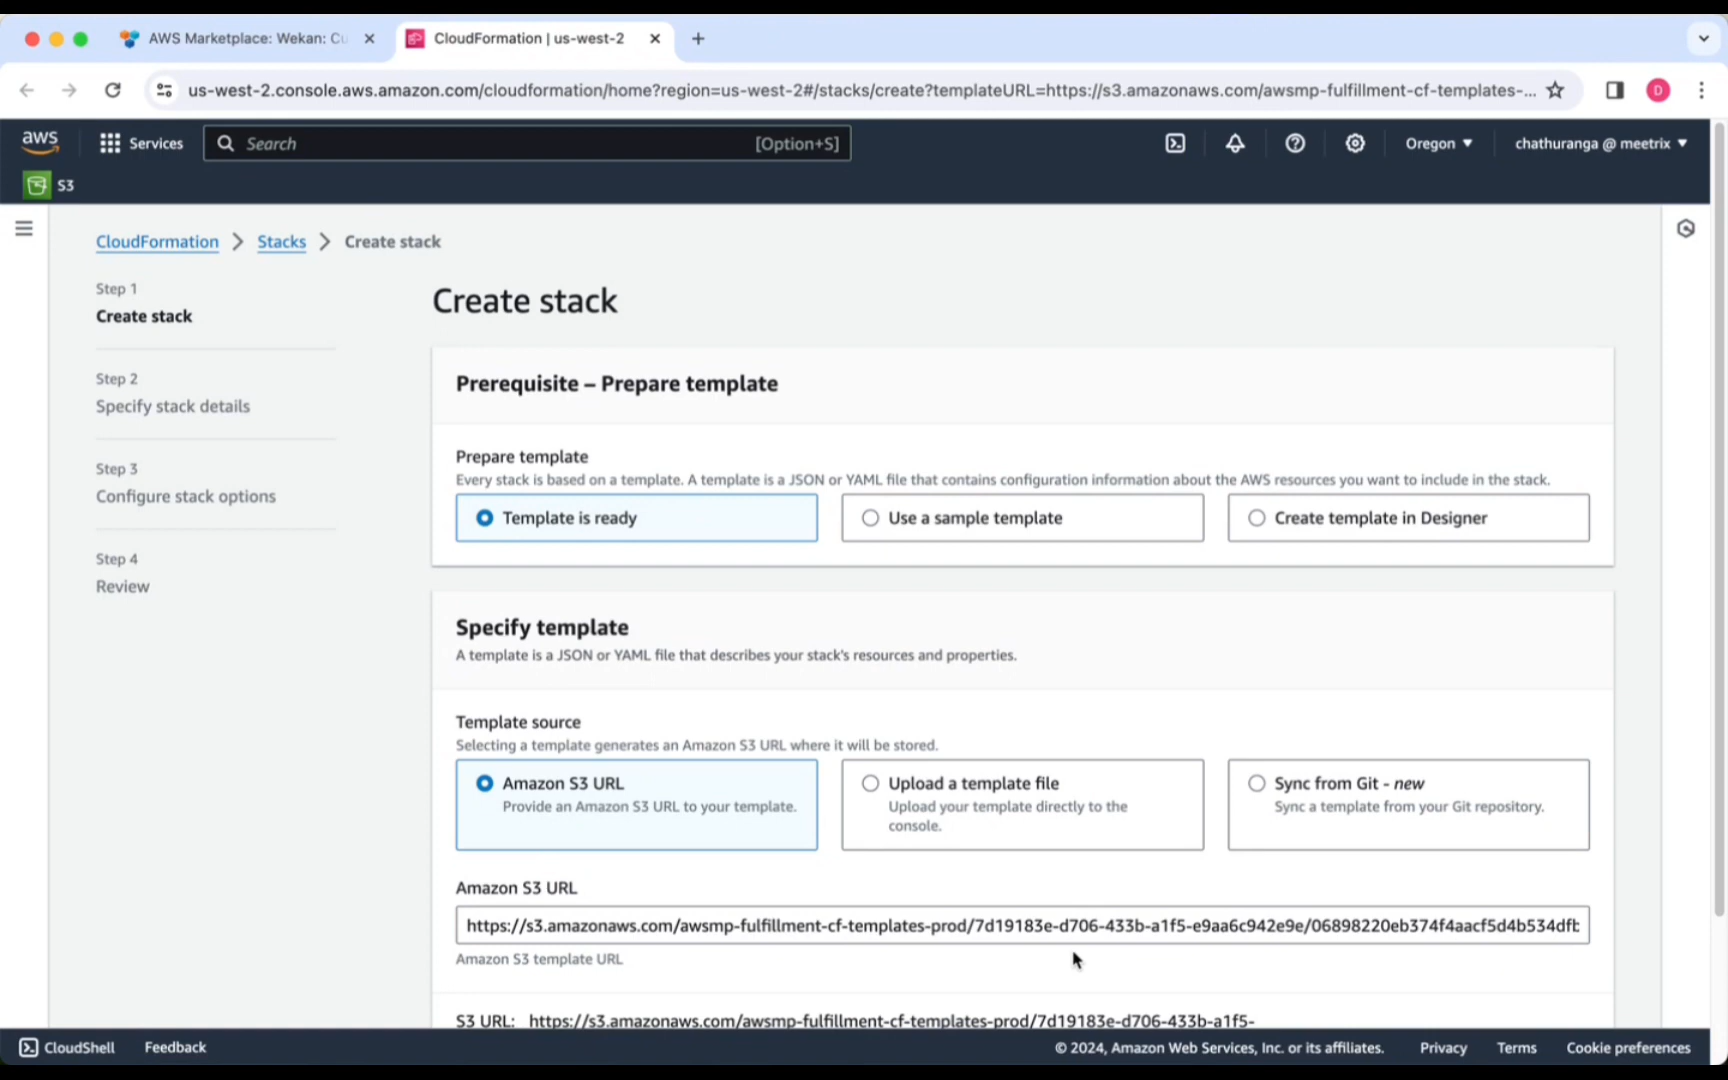 AWS Marketplace: Wekan: Cu
CloudFormation | us-west-2
us-west-2.console.aws.amazon.com/cloudformation/home?region=us-west-2#/stacks/create?templateURL=https://s3.amazonaws.com/awsmp-fulfillment-cf-templates-...
D
aws
Services
Search
[Option+S]
Oregon
chathuranga @ meetrix
S3
CloudFormation > Stacks > Create stack
Step 1
Create stack
Step 2
Specify stack details
Step 3
Configure stack options
Step 4
Review
Create stack
Prerequisite – Prepare template
Prepare template
Every stack is based on a template. A template is a JSON or YAML file that contains configuration information about the AWS resources you want to include in the stack.
Template is ready
Use a sample template
Create template in Designer
Specify template
A template is a JSON or YAML file that describes your stack's resources and properties.
Template source
Selecting a template generates an Amazon S3 URL where it will be stored.
Amazon S3 URL
Provide an Amazon S3 URL to your template.
Upload a template file
Upload your template directly to the
console.
Sync from Git - new
Sync a template from your Git repository.
Amazon S3 URL
https://s3.amazonaws.com/awsmp-fulfillment-cf-templates-prod/7d19183e-d706-433b-a1f5-e9aa6c942e9e/06898220eb374f4aacf5d4b534dfb
Amazon S3 template URL
S3 URL: https://s3.amazonaws.com/awsmp-fulfillment-cf-templates-prod/7d19183e-d706-433b-a1f5-
CloudShell
Feedback
© 2024, Amazon Web Services, Inc. or its affiliates.
Privacy
Terms
Cookie preferences